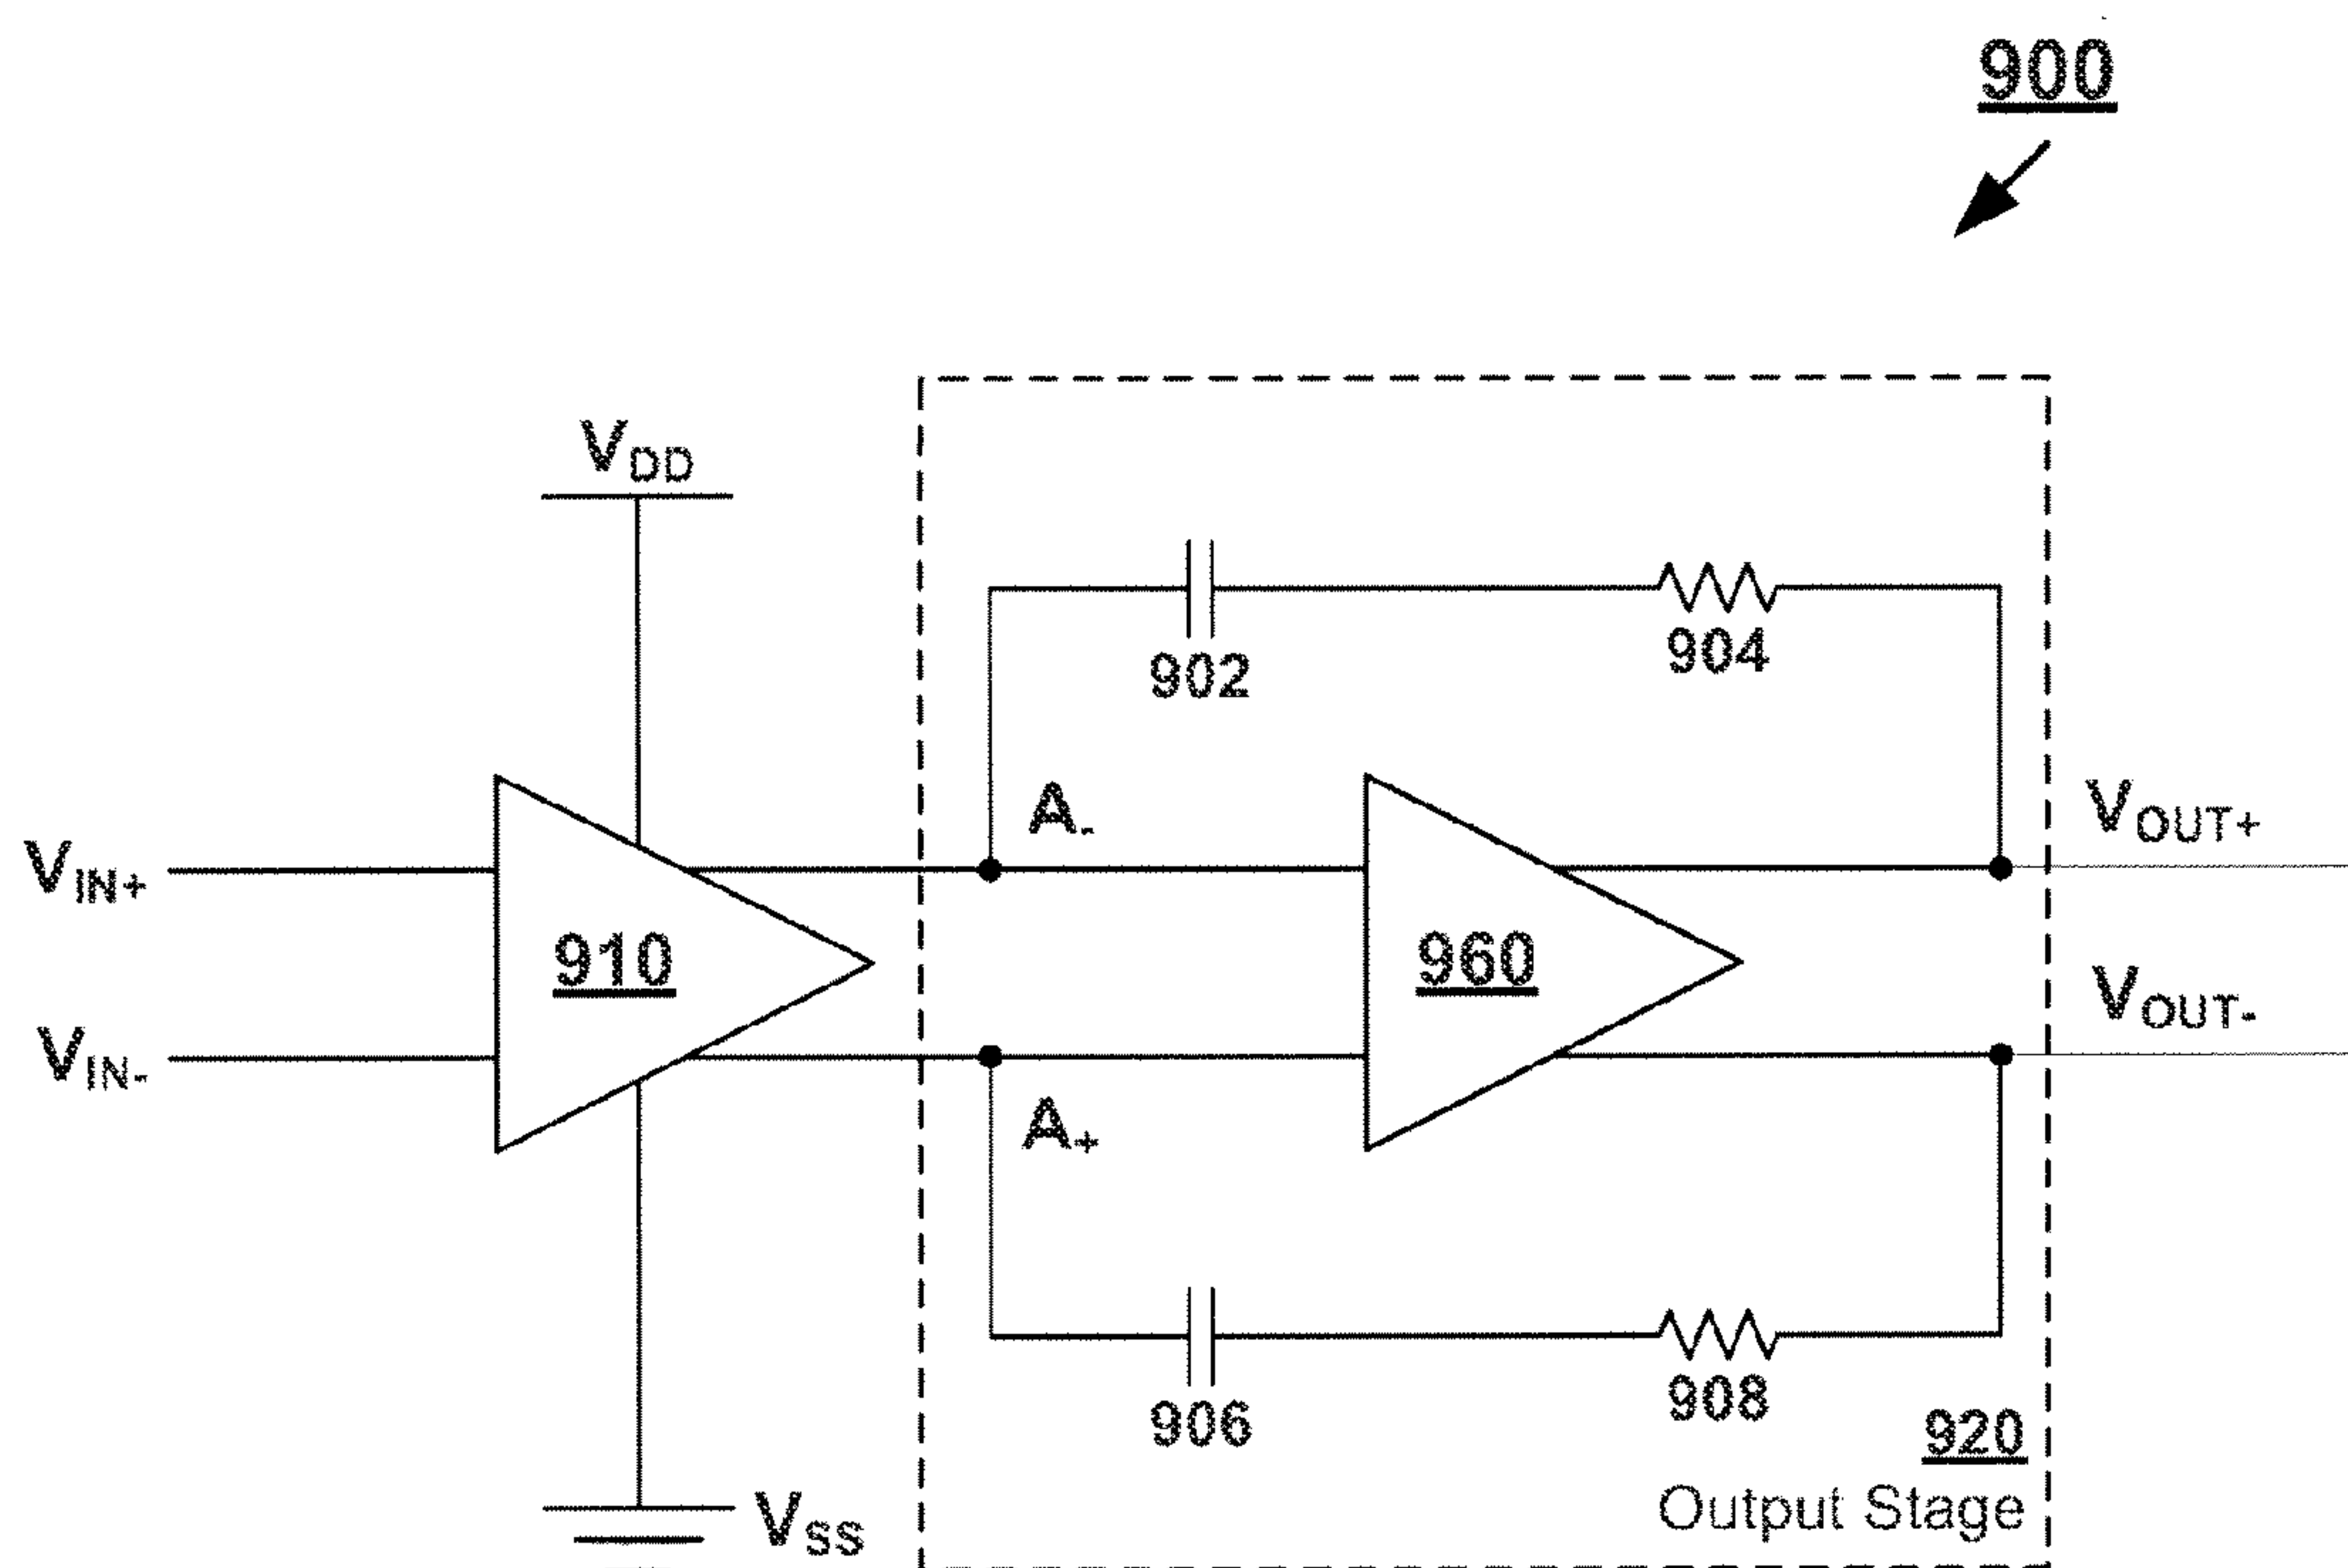 900
VDD
902
904
A-
VOUT+
VIN+
910
960
VOUT-
VIN-
A+
906
908
920
Output Stage
VSS